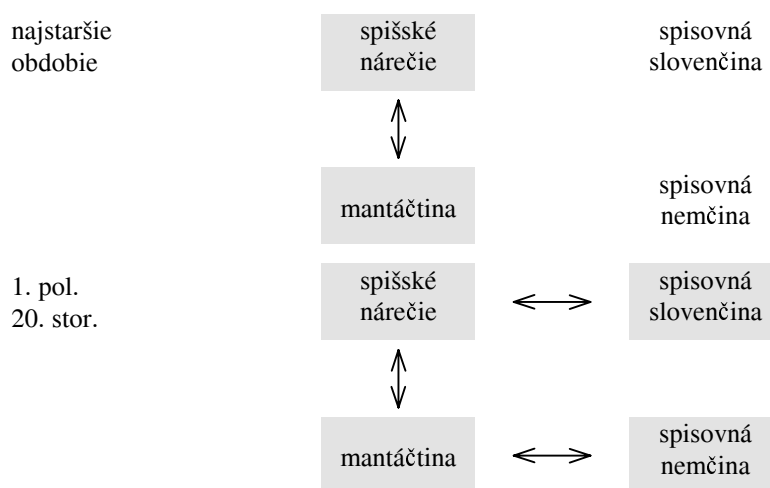 najstaršie
obdobie
spišské
nárečie
spisovná
slovenčina
mantáčtina
spisovná
nemčina
1. pol.
20. stor.
spišské
nárečie
spisovná
slovenčina
mantáčtina
spisovná
nemčina